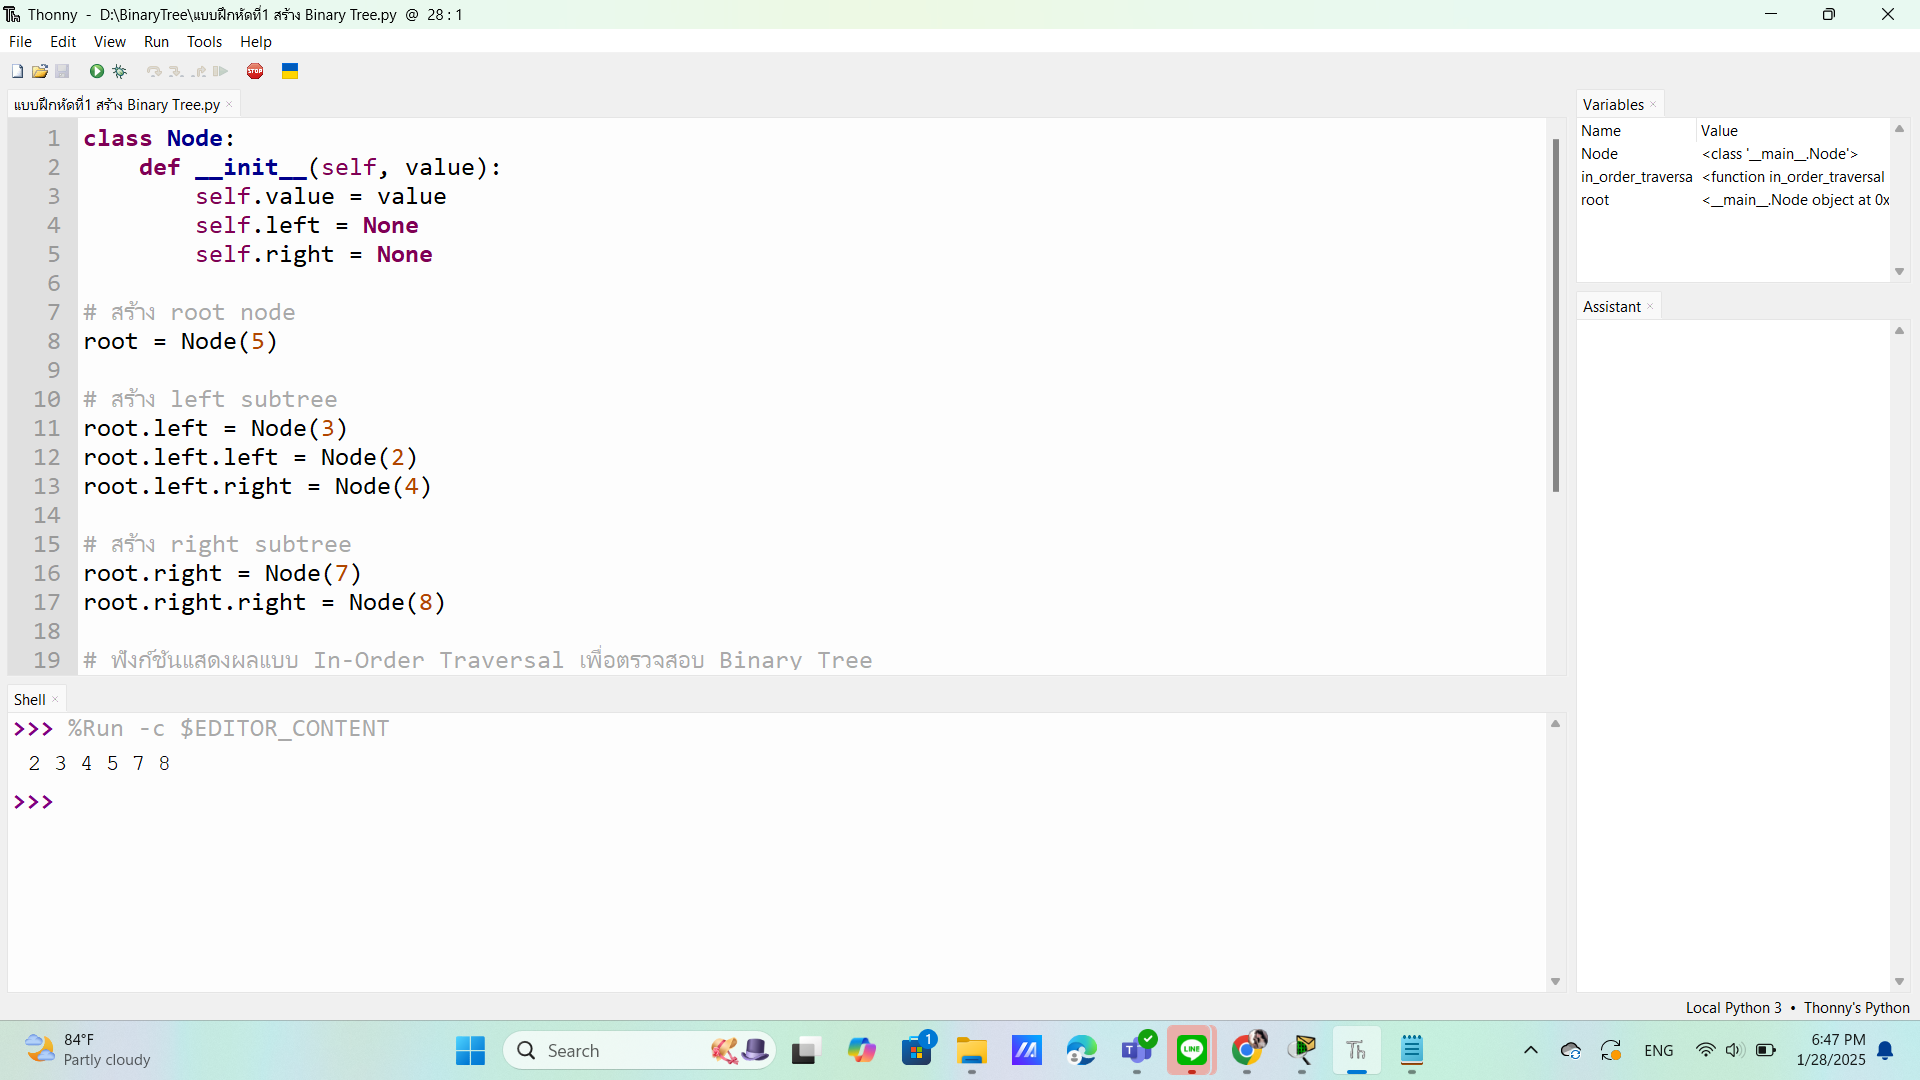 Thonny - D:\BinaryTree\แบบฝึกหัดที่1 สร้าง Binary Tree.py @ 28 : 1
File Edit View Run Tools Help
แบบฝึกหัดที่1 สร้าง Binary Tree.py
1 class Node:
2     def __init__(self, value):
3         self.value = value
4         self.left = None
5         self.right = None
6
7 # สร้าง root node
8 root = Node(5)
9
10 # สร้าง left subtree
11 root.left = Node(3)
12 root.left.left = Node(2)
13 root.left.right = Node(4)
14
15 # สร้าง right subtree
16 root.right = Node(7)
17 root.right.right = Node(8)
18
19 # ฟังก์ชันแสดงผลแบบ In-Order Traversal เพื่อตรวจสอบ Binary Tree
Shell
>>> %Run -c $EDITOR_CONTENT
2 3 4 5 7 8
>>>
Variables
Name Value
Node <class '__main__.Node'>
in_order_traversa <function in_order_traversal
root <__main__.Node object at 0x
Assistant
Local Python 3 • Thonny's Python
84°F
Partly cloudy
Search
1
LINE
Th
ENG
6:47 PM
1/28/2025